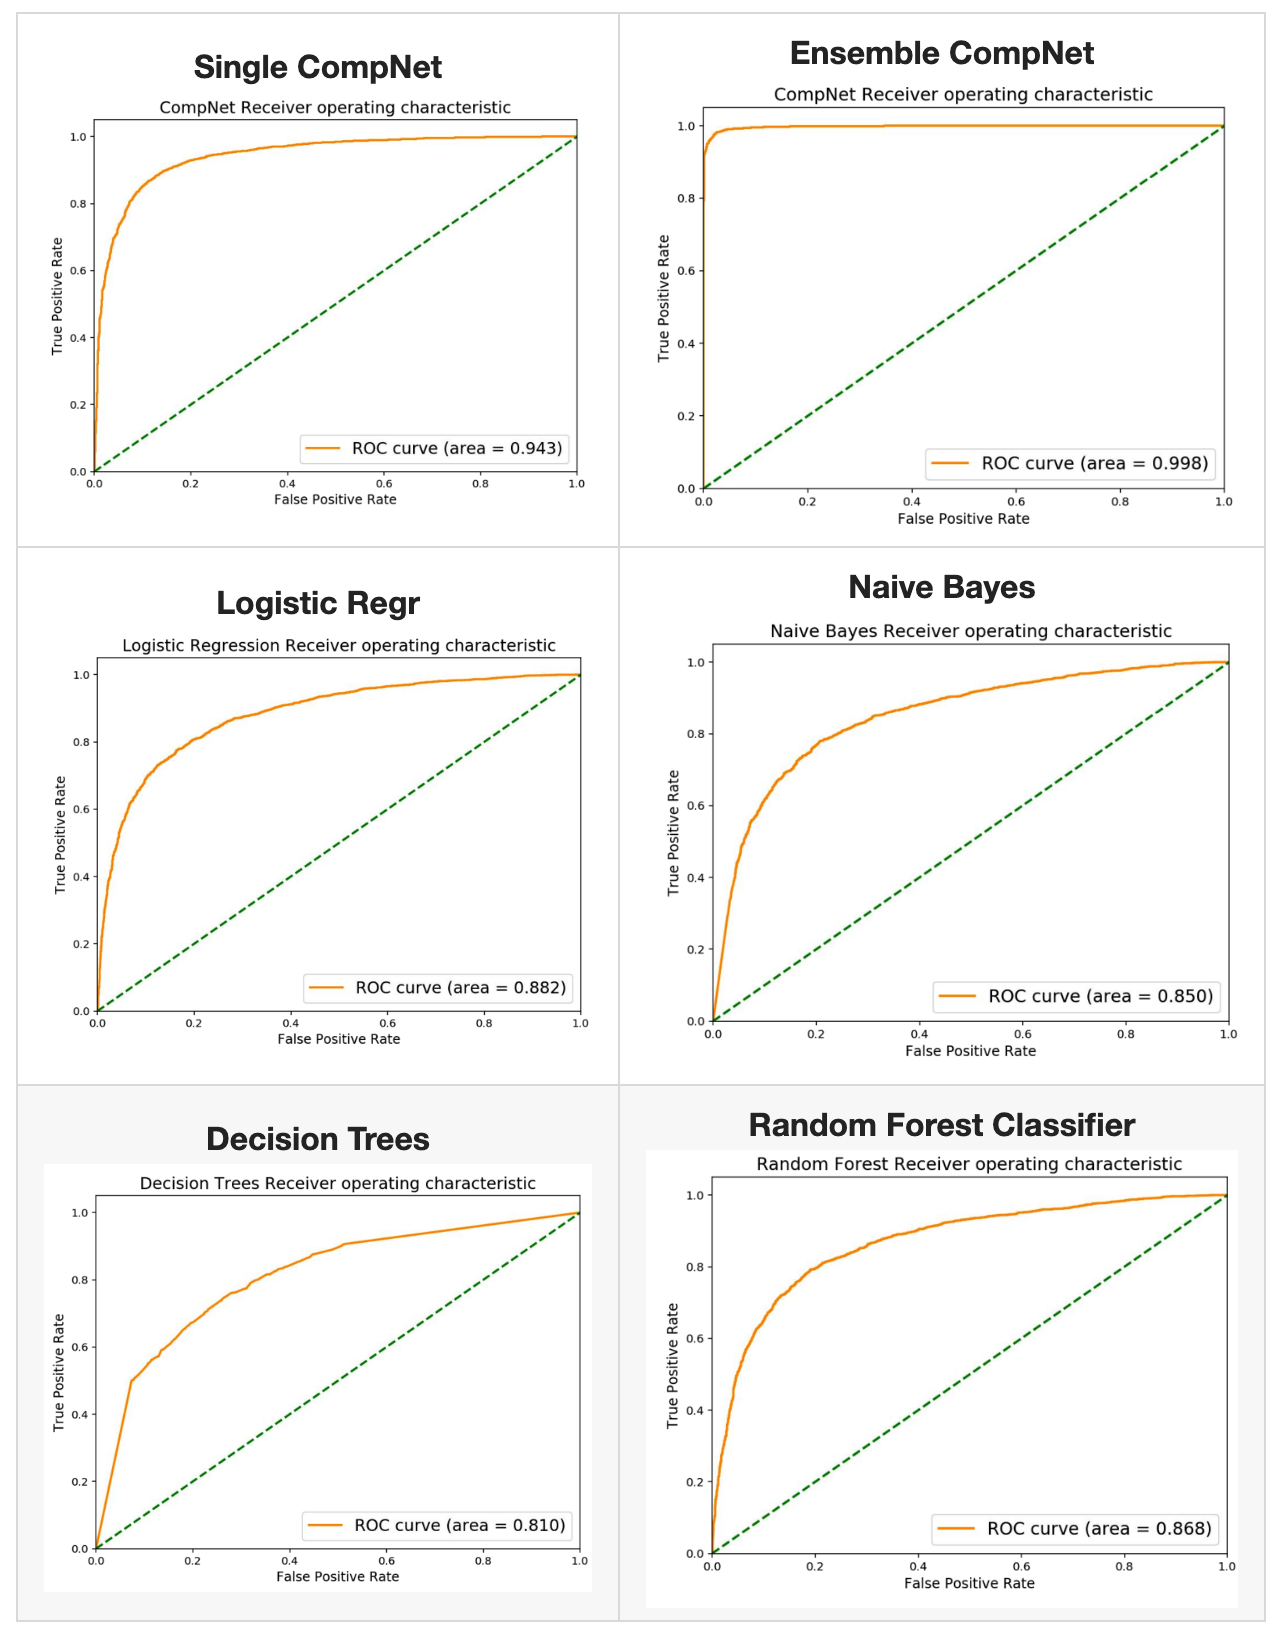 Single CompNet
CompNet Receiver operating characteristic
1.0
0.8
0.6
0.4
0.2
0.0
True Positive Rate
ROC curve (area = 0.943)
0.0 0.2 0.4 0.6 0.8 1.0
False Positive Rate
Ensemble CompNet
CompNet Receiver operating characteristic
1.0
0.8
0.6
0.4
0.2
0.0
True Positive Rate
ROC curve (area = 0.998)
0.0 0.2 0.4 0.6 0.8 1.0
False Positive Rate
Logistic Regr
Logistic Regression Receiver operating characteristic
1.0
0.8
0.6
0.4
0.2
0.0
True Positive Rate
ROC curve (area = 0.882)
0.0 0.2 0.4 0.6 0.8 1.0
False Positive Rate
Naive Bayes
Naive Bayes Receiver operating characteristic
1.0
0.8
0.6
0.4
0.2
0.0
True Positive Rate
ROC curve (area = 0.850)
0.0 0.2 0.4 0.6 0.8 1.0
False Positive Rate
Decision Trees
Decision Trees Receiver operating characteristic
1.0
0.8
0.6
0.4
0.2
0.0
True Positive Rate
ROC curve (area = 0.810)
0.0 0.2 0.4 0.6 0.8 1.0
False Positive Rate
Random Forest Classifier
Random Forest Receiver operating characteristic
1.0
0.8
0.6
0.4
0.2
0.0
True Positive Rate
ROC curve (area = 0.868)
0.0 0.2 0.4 0.6 0.8 1.0
False Positive Rate